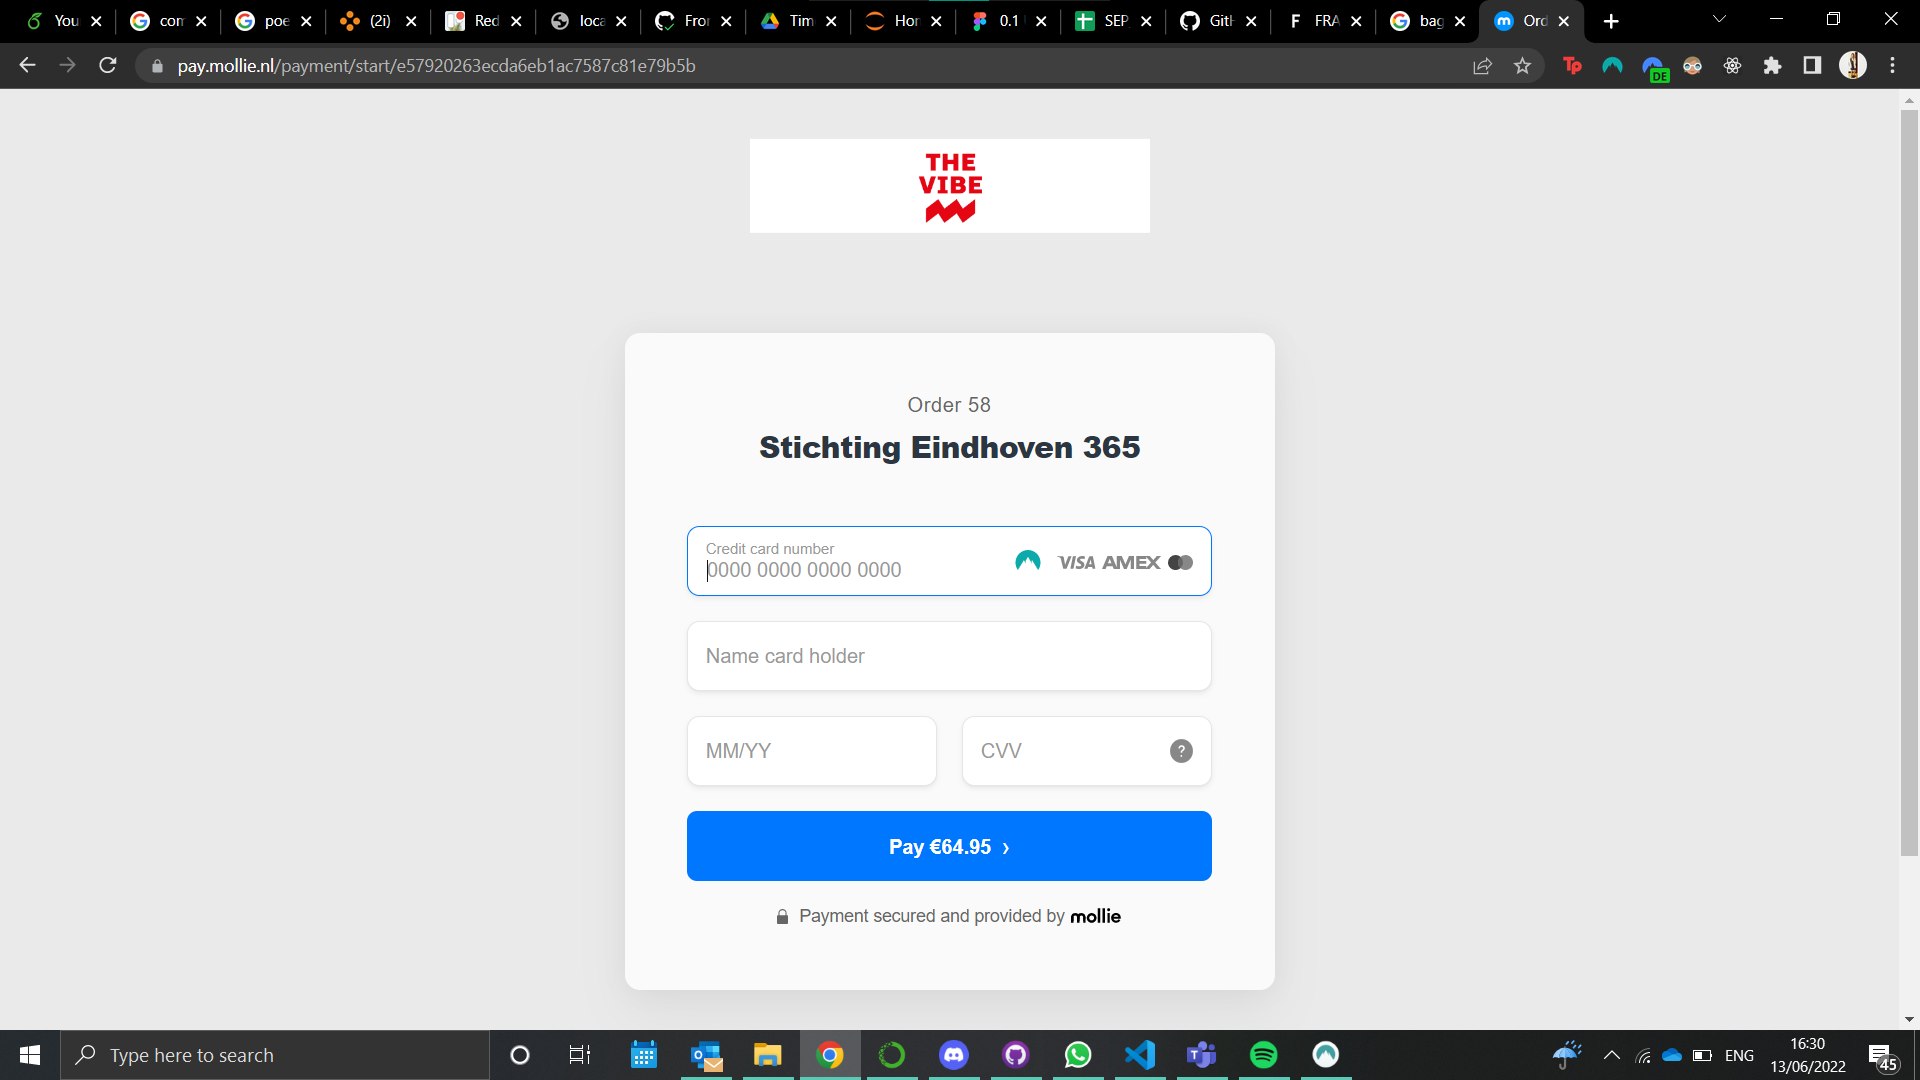 You
com
poe
(2i)
Red
loca
Fror
Tim
Hor
0.1
SEP
GitH
F
FRA
bag
Ord
pay.mollie.nl/payment/start/e57920263ecda6eb1ac7587c81e79b5b
Tp
DE
THE
VIBE
Order 58
Stichting Eindhoven 365
Credit card number
0000 0000 0000 0000
VISA AMEX
Name card holder
MM/YY
CVV
?
Pay €64.95 ›
Payment secured and provided by mollie
Type here to search
ENG
16:30
13/06/2022
45